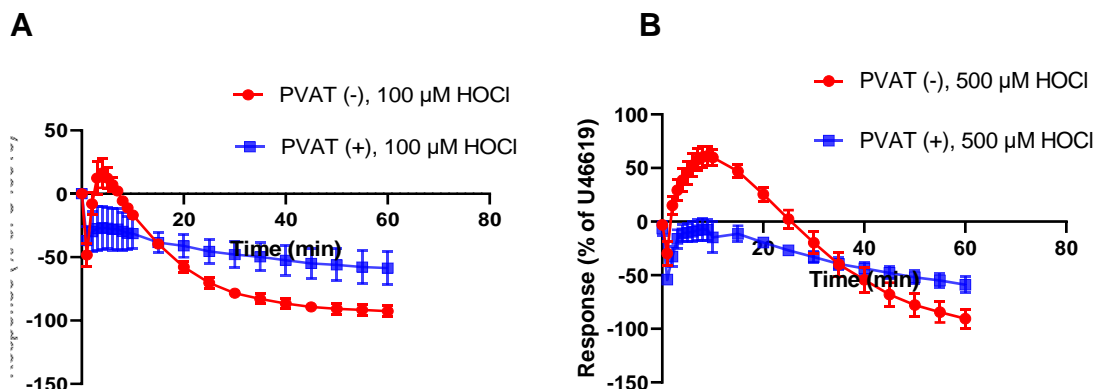 A
B
PVAT (-), 100 µM HOCl
PVAT (+), 100 µM HOCl
50
0
-50
-100
-150
20
40
60
80
Time (min)
PVAT (-), 500 µM HOCl
PVAT (+), 500 µM HOCl
Response (% of U46619)
100
50
0
-50
-100
-150
20
40
60
80
Time (min)